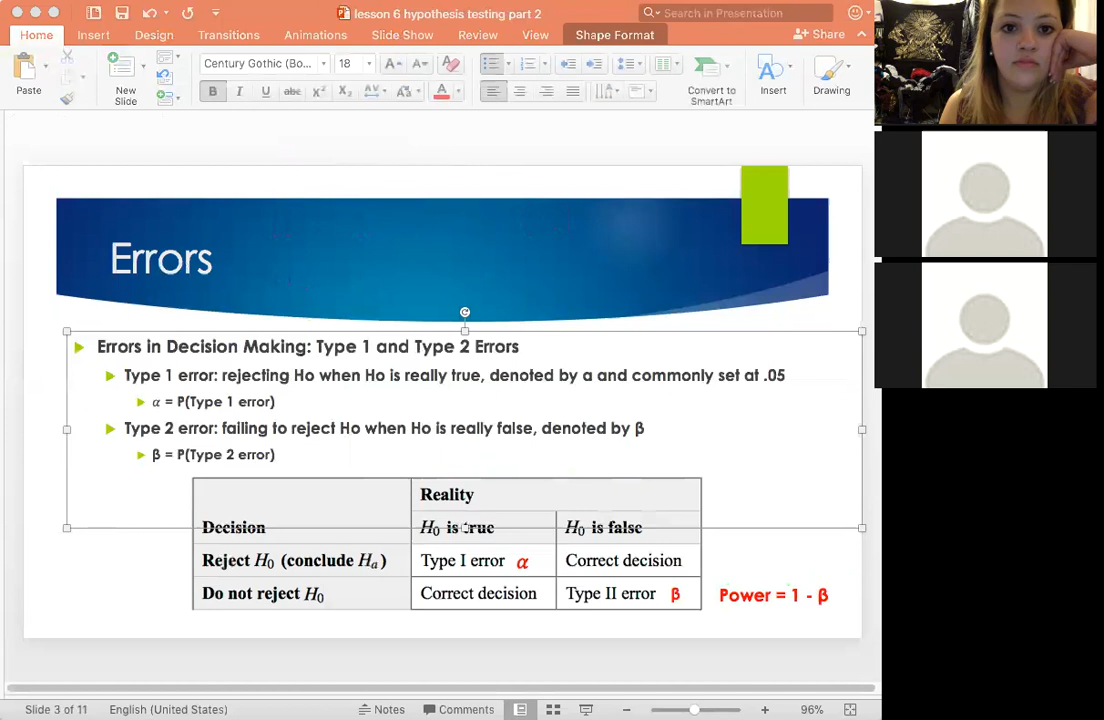 lesson 6 hypothesis testing part 2
Search in Presentation
Home Insert Design Transitions Animations Slide Show Review View Shape Format Share
Paste
New Slide
Century Gothic (Bo... 18
Convert to SmartArt
Insert
Drawing
Errors
Errors in Decision Making: Type 1 and Type 2 Errors
Type 1 error: rejecting Ho when Ho is really true, denoted by a and commonly set at .05
α = P(Type 1 error)
Type 2 error: failing to reject Ho when Ho is really false, denoted by β
β = P(Type 2 error)
Reality
Decision H0 is true H0 is false
Reject H0 (conclude Ha) Type I error α Correct decision
Do not reject H0 Correct decision Type II error β Power = 1 - β
Slide 3 of 11 English (United States) Notes Comments 96%